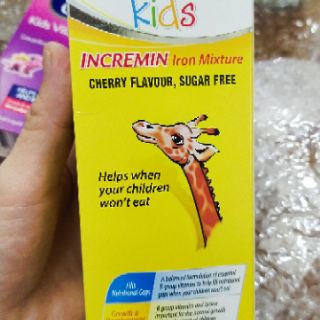 kids
INCREMIN Iron Mixture
CHERRY FLAVOUR, SUGAR FREE
Helps when
your children
won't eat
Fills
Nutritional Gaps
A balanced formulation of essential
B group vitamins to help fill nutritional
gaps when your children won't eat
Growth &
B group vitamins and lysine
important for the normal growth
Kids